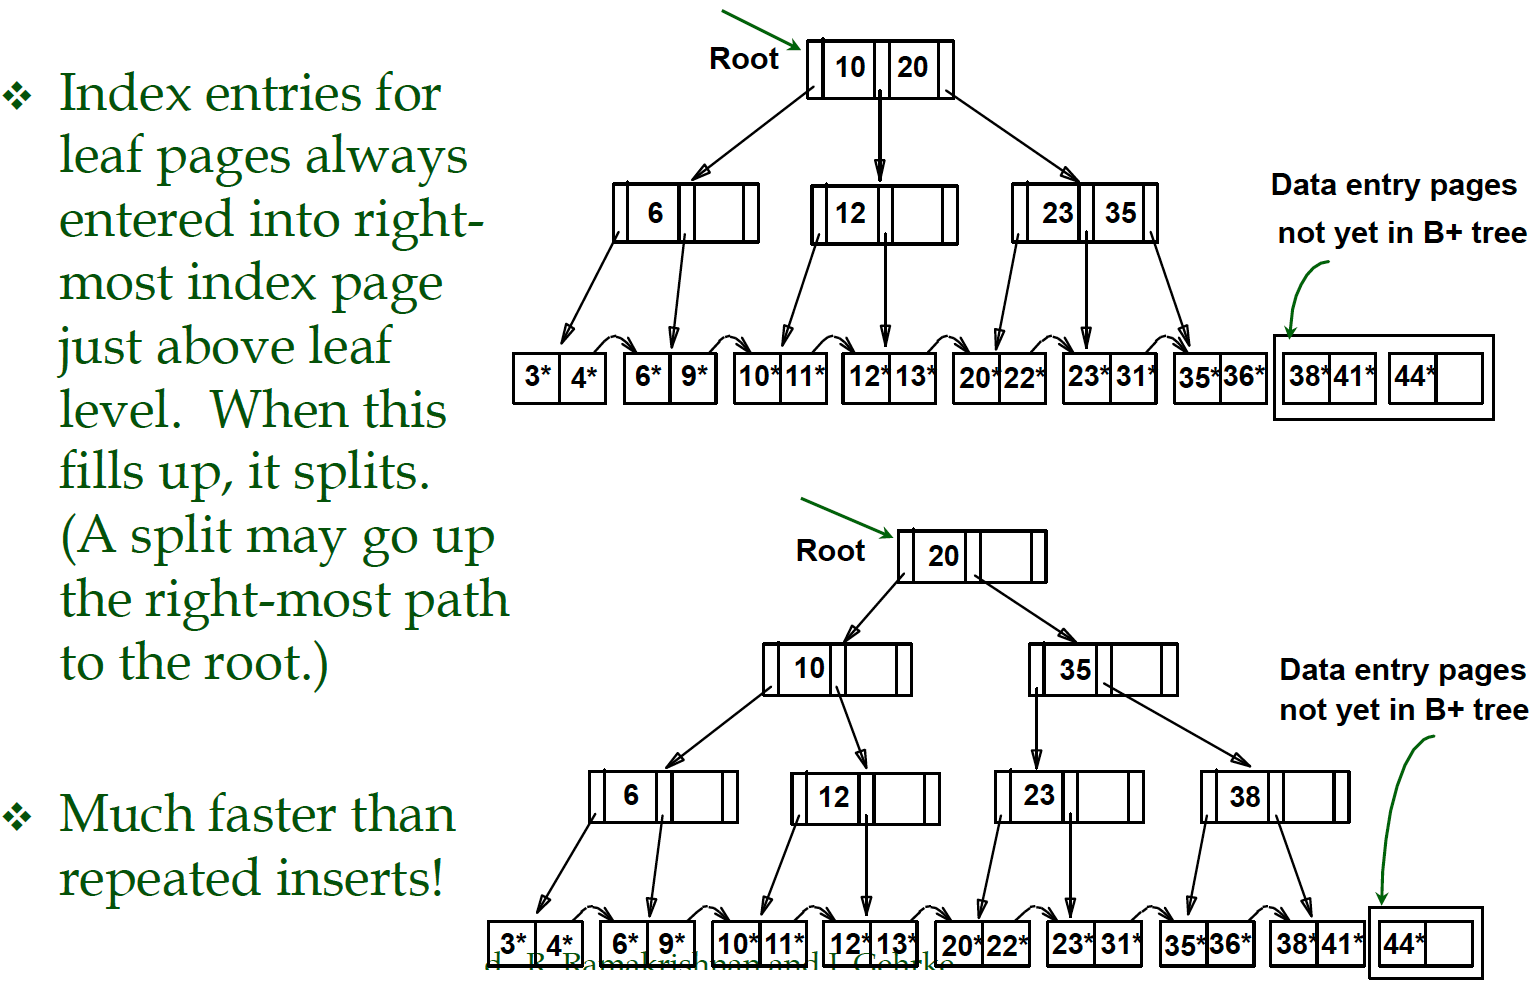 ❖ Index entries for
leaf pages always
entered into right-
most index page
just above leaf
level. When this
fills up, it splits.
(A split may go up
the right-most path
to the root.)
❖ Much faster than
repeated inserts!
Root
10 20
6
12
23 35
Data entry pages
not yet in B+ tree
3* 4* 6* 9* 10* 11* 12* 13* 20* 22* 23* 31* 35* 36* 38* 41* 44*
Root
20
10
35
Data entry pages
not yet in B+ tree
6
12
23
38
3* 4* 6* 9* 10* 11* 12* 13* 20* 22* 23* 31* 35* 36* 38* 41* 44*
R. Ramakrishnan and J. Gehrke